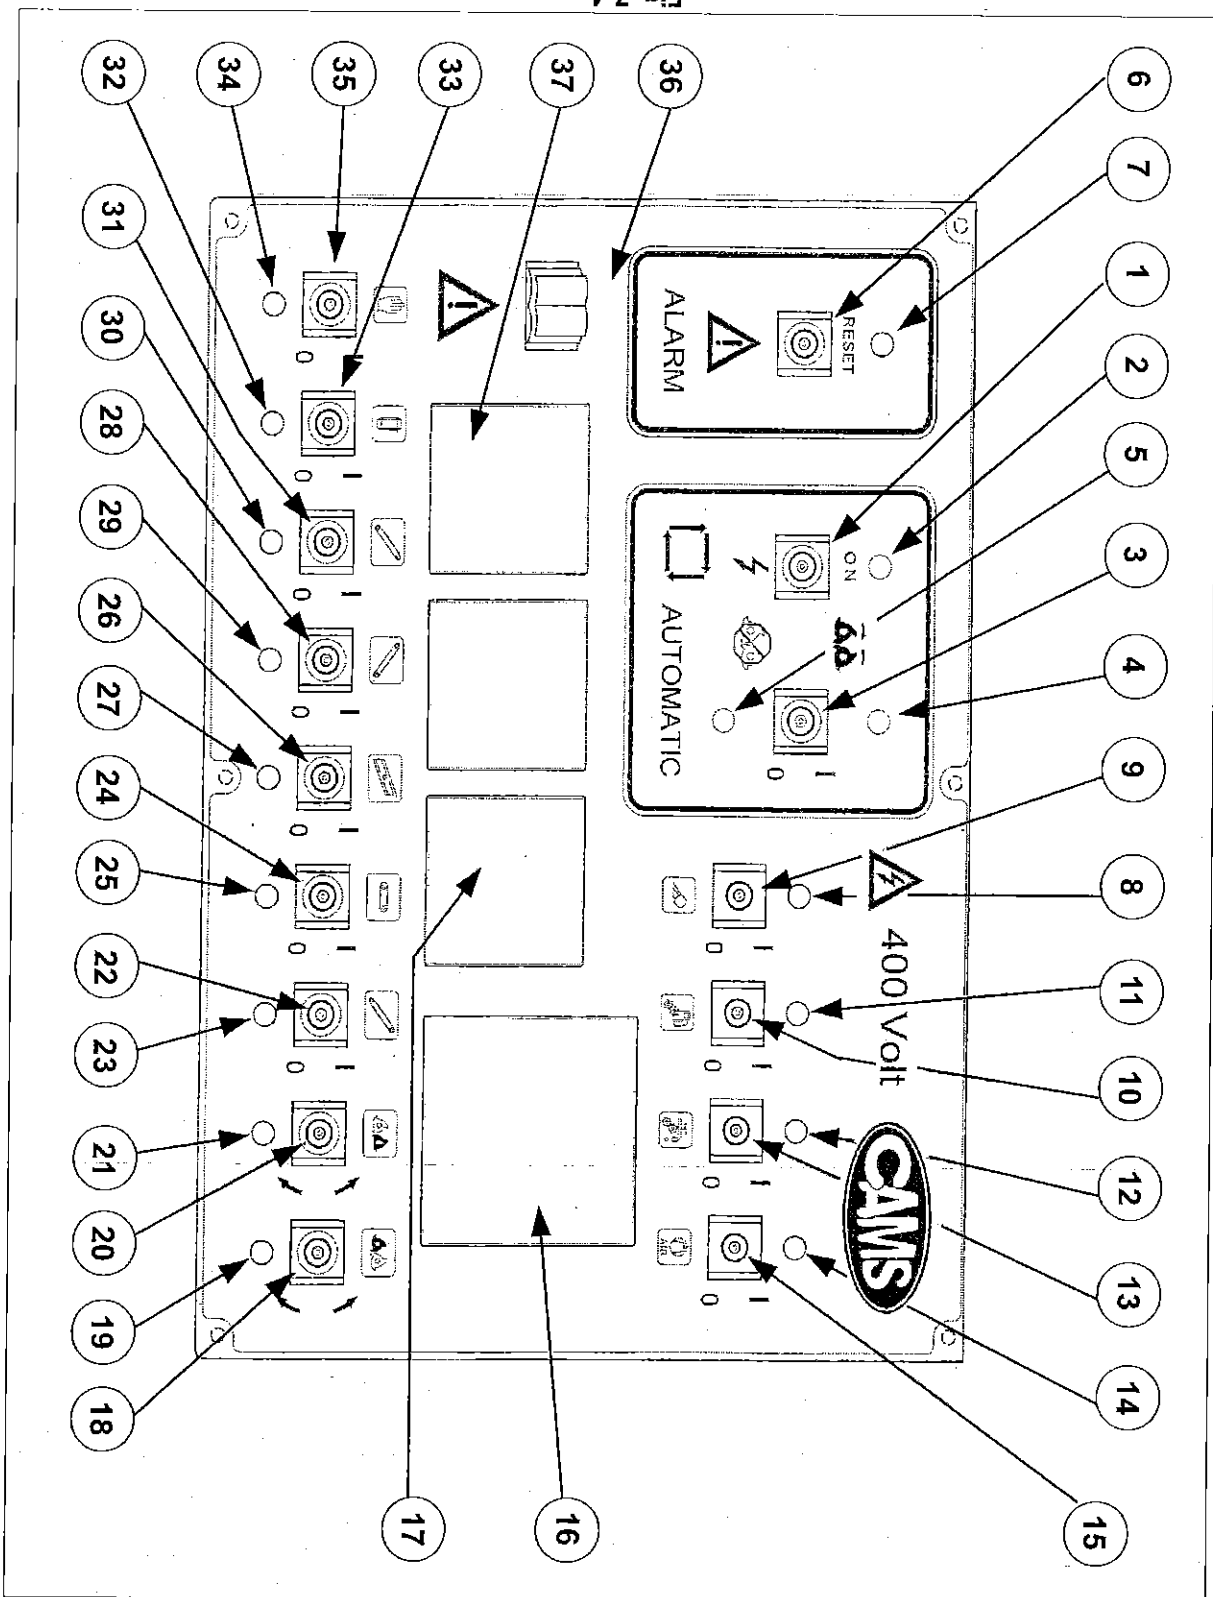 6 7 1 2 5 3 4 9 8 11 10 12 13 14 15
400 Volt
CAMS
RESET
ON
I
O
ALARM
AUTOMATIC
I I I I
O O O O
AIR
36
37
16
33
17
35
I I I I I I
O O O O O O
34
32
31 30 28 29 26 27 24 25 22 23 21 20 19 18